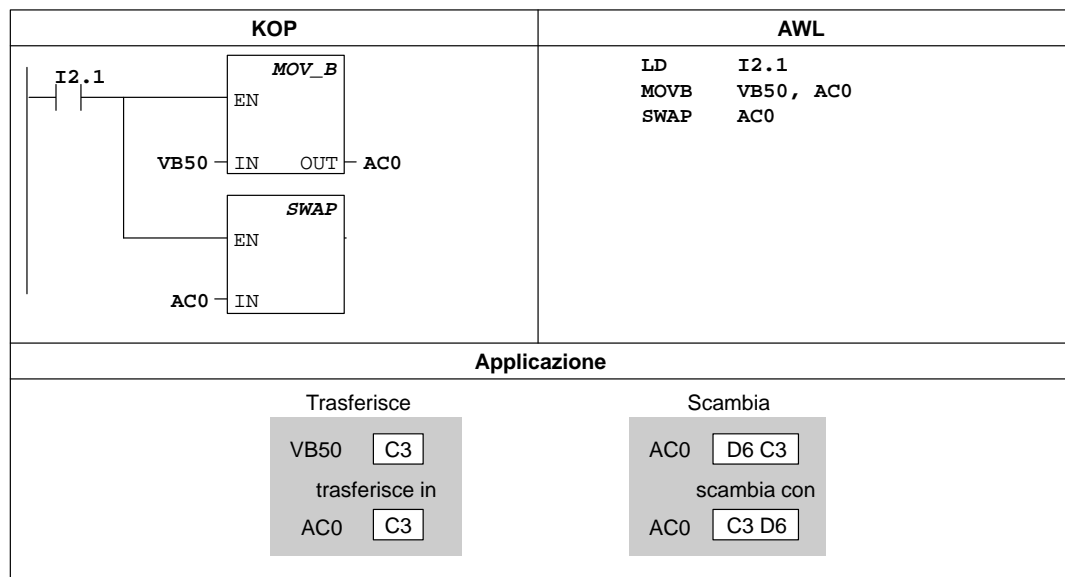 KOP
AWL
I2.1
MOV_B
EN
VB50 IN OUT AC0
SWAP
EN
AC0 IN
LD I2.1
MOVB VB50, AC0
SWAP AC0
Applicazione
Trasferisce
VB50 C3
trasferisce in
AC0 C3
Scambia
AC0 D6 C3
scambia con
AC0 C3 D6